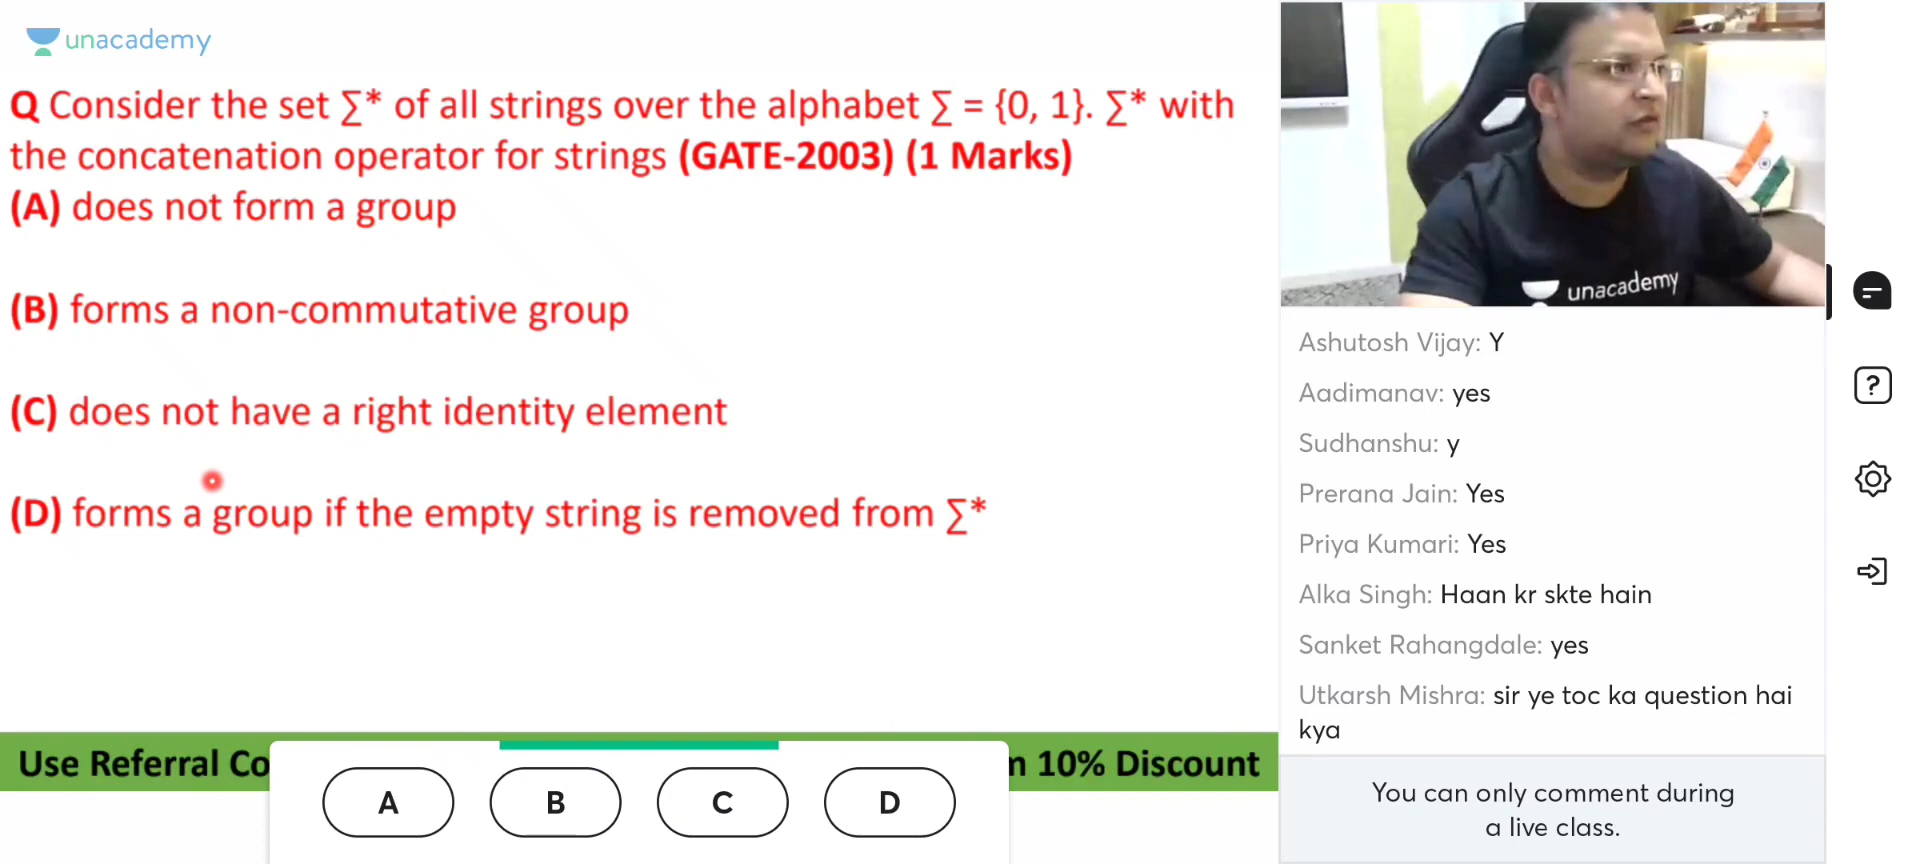 unacademy
Q Consider the set ∑* of all strings over the alphabet ∑ = {0, 1}. ∑* with
the concatenation operator for strings (GATE-2003) (1 Marks)
(A) does not form a group
(B) forms a non-commutative group
(C) does not have a right identity element
(D) forms a group if the empty string is removed from ∑*
Use Referral Co
10% Discount
A
B
C
D
unacademy
Ashutosh Vijay: Y
Aadimanav: yes
Sudhanshu: y
Prerana Jain: Yes
Priya Kumari: Yes
Alka Singh: Haan kr skte hain
Sanket Rahangdale: yes
Utkarsh Mishra: sir ye toc ka question hai
kya
You can only comment during
a live class.
?